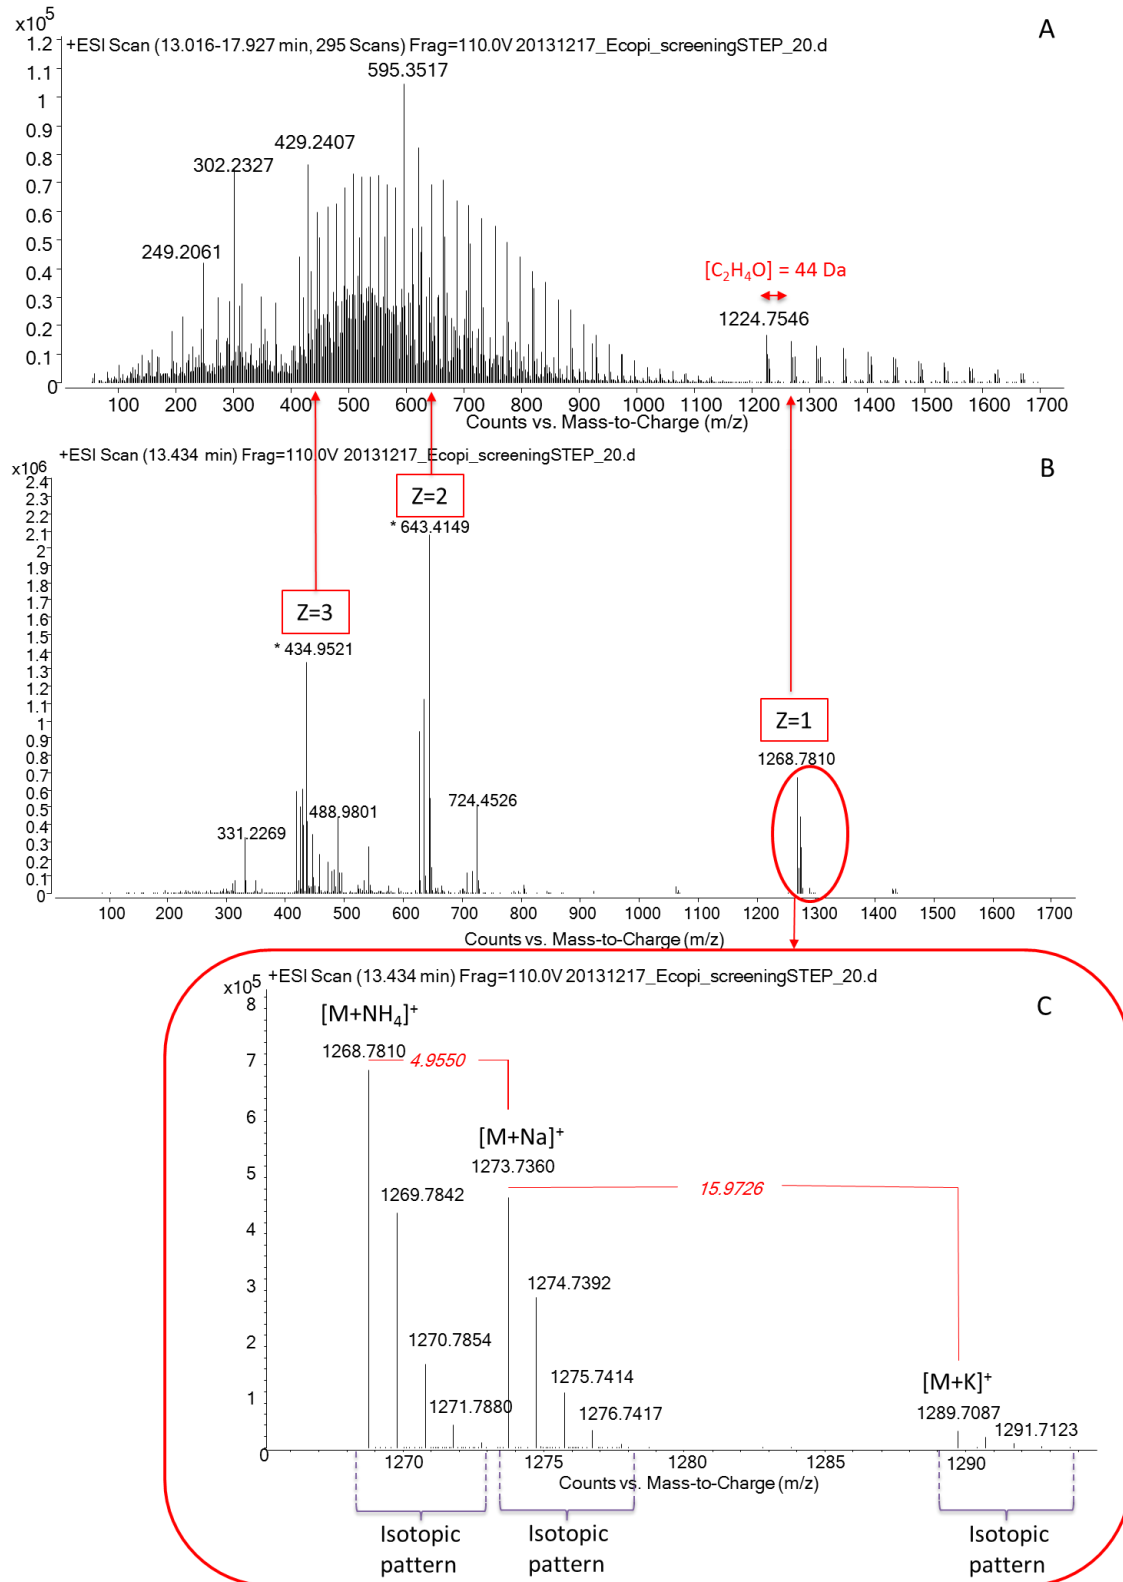 x10⁵
+ESI Scan (13.016-17.927 min, 295 Scans) Frag=110.0V 20131217_Ecopi_screeningSTEP_20.d
A
1.2
1.1
1
0.9
0.8
0.7
0.6
0.5
0.4
0.3
0.2
0.1
0
595.3517
429.2407
302.2327
249.2061
[C₂H₄O] = 44 Da
1224.7546
100 200 300 400 500 600 700 800 900 1000 1100 1200 1300 1400 1500 1600 1700
Counts vs. Mass-to-Charge (m/z)
x10⁶
+ESI Scan (13.434 min) Frag=110.0V 20131217_Ecopi_screeningSTEP_20.d
B
2.4
2.3
2.2
2.1
2
1.9
1.8
1.7
1.6
1.5
1.4
1.3
1.2
1.1
1
0.9
0.8
0.7
0.6
0.5
0.4
0.3
0.2
0.1
0
Z=2
* 643.4149
Z=3
* 434.9521
Z=1
1268.7810
724.4526
488.9801
331.2269
100 200 300 400 500 600 700 800 900 1000 1100 1200 1300 1400 1500 1600 1700
Counts vs. Mass-to-Charge (m/z)
x10⁵
+ESI Scan (13.434 min) Frag=110.0V 20131217_Ecopi_screeningSTEP_20.d
C
8
7
6
5
4
3
2
1
0
[M+NH₄]⁺
1268.7810
4.9550
[M+Na]⁺
1273.7360
15.9726
1269.7842
1274.7392
1270.7854
1275.7414
1271.7880
1276.7417
[M+K]⁺
1289.7087
1291.7123
1270 1275 1280 1285 1290
Counts vs. Mass-to-Charge (m/z)
Isotopic
pattern
Isotopic
pattern
Isotopic
pattern